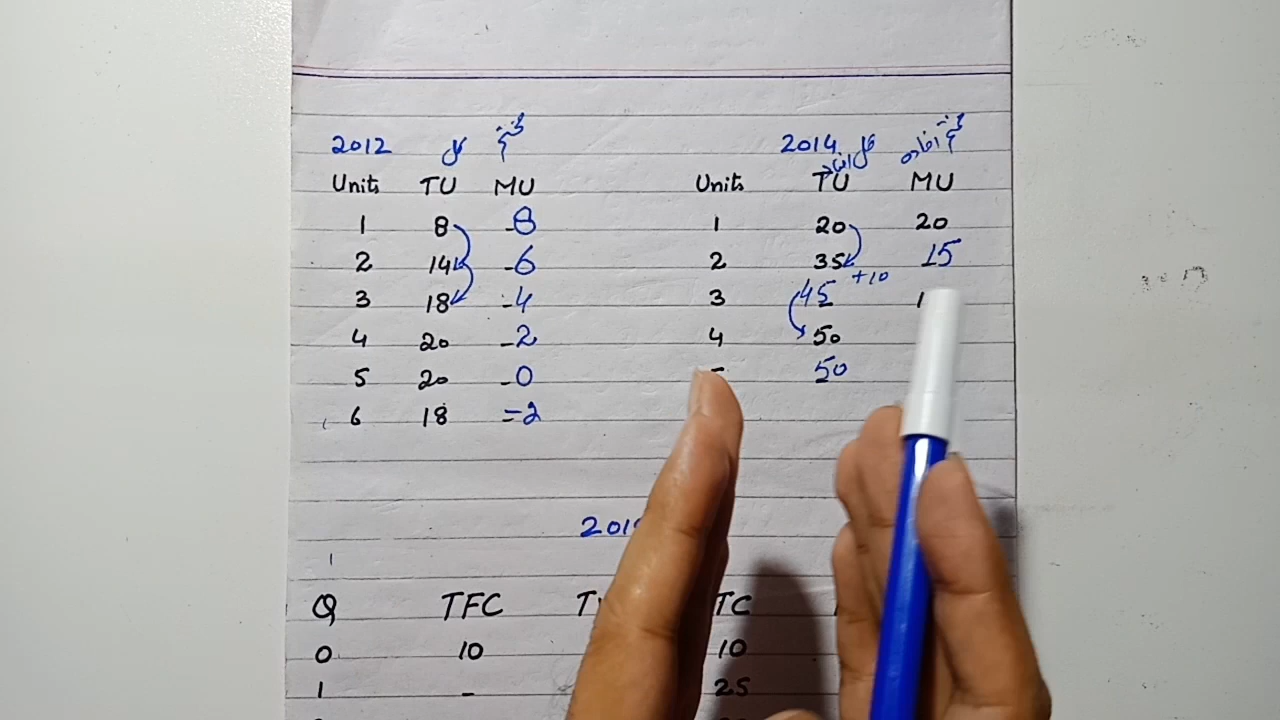 2012 کل
Units TU MU
1 8 -8
2 14 -6
3 18 -4
4 20 -2
5 20 -0
6 18 =2
2014 کل
Units TU MU
1 20 20
2 35 15
+10
3 45
4 50
50
Q TFC TC
0 10 10
1 - 25